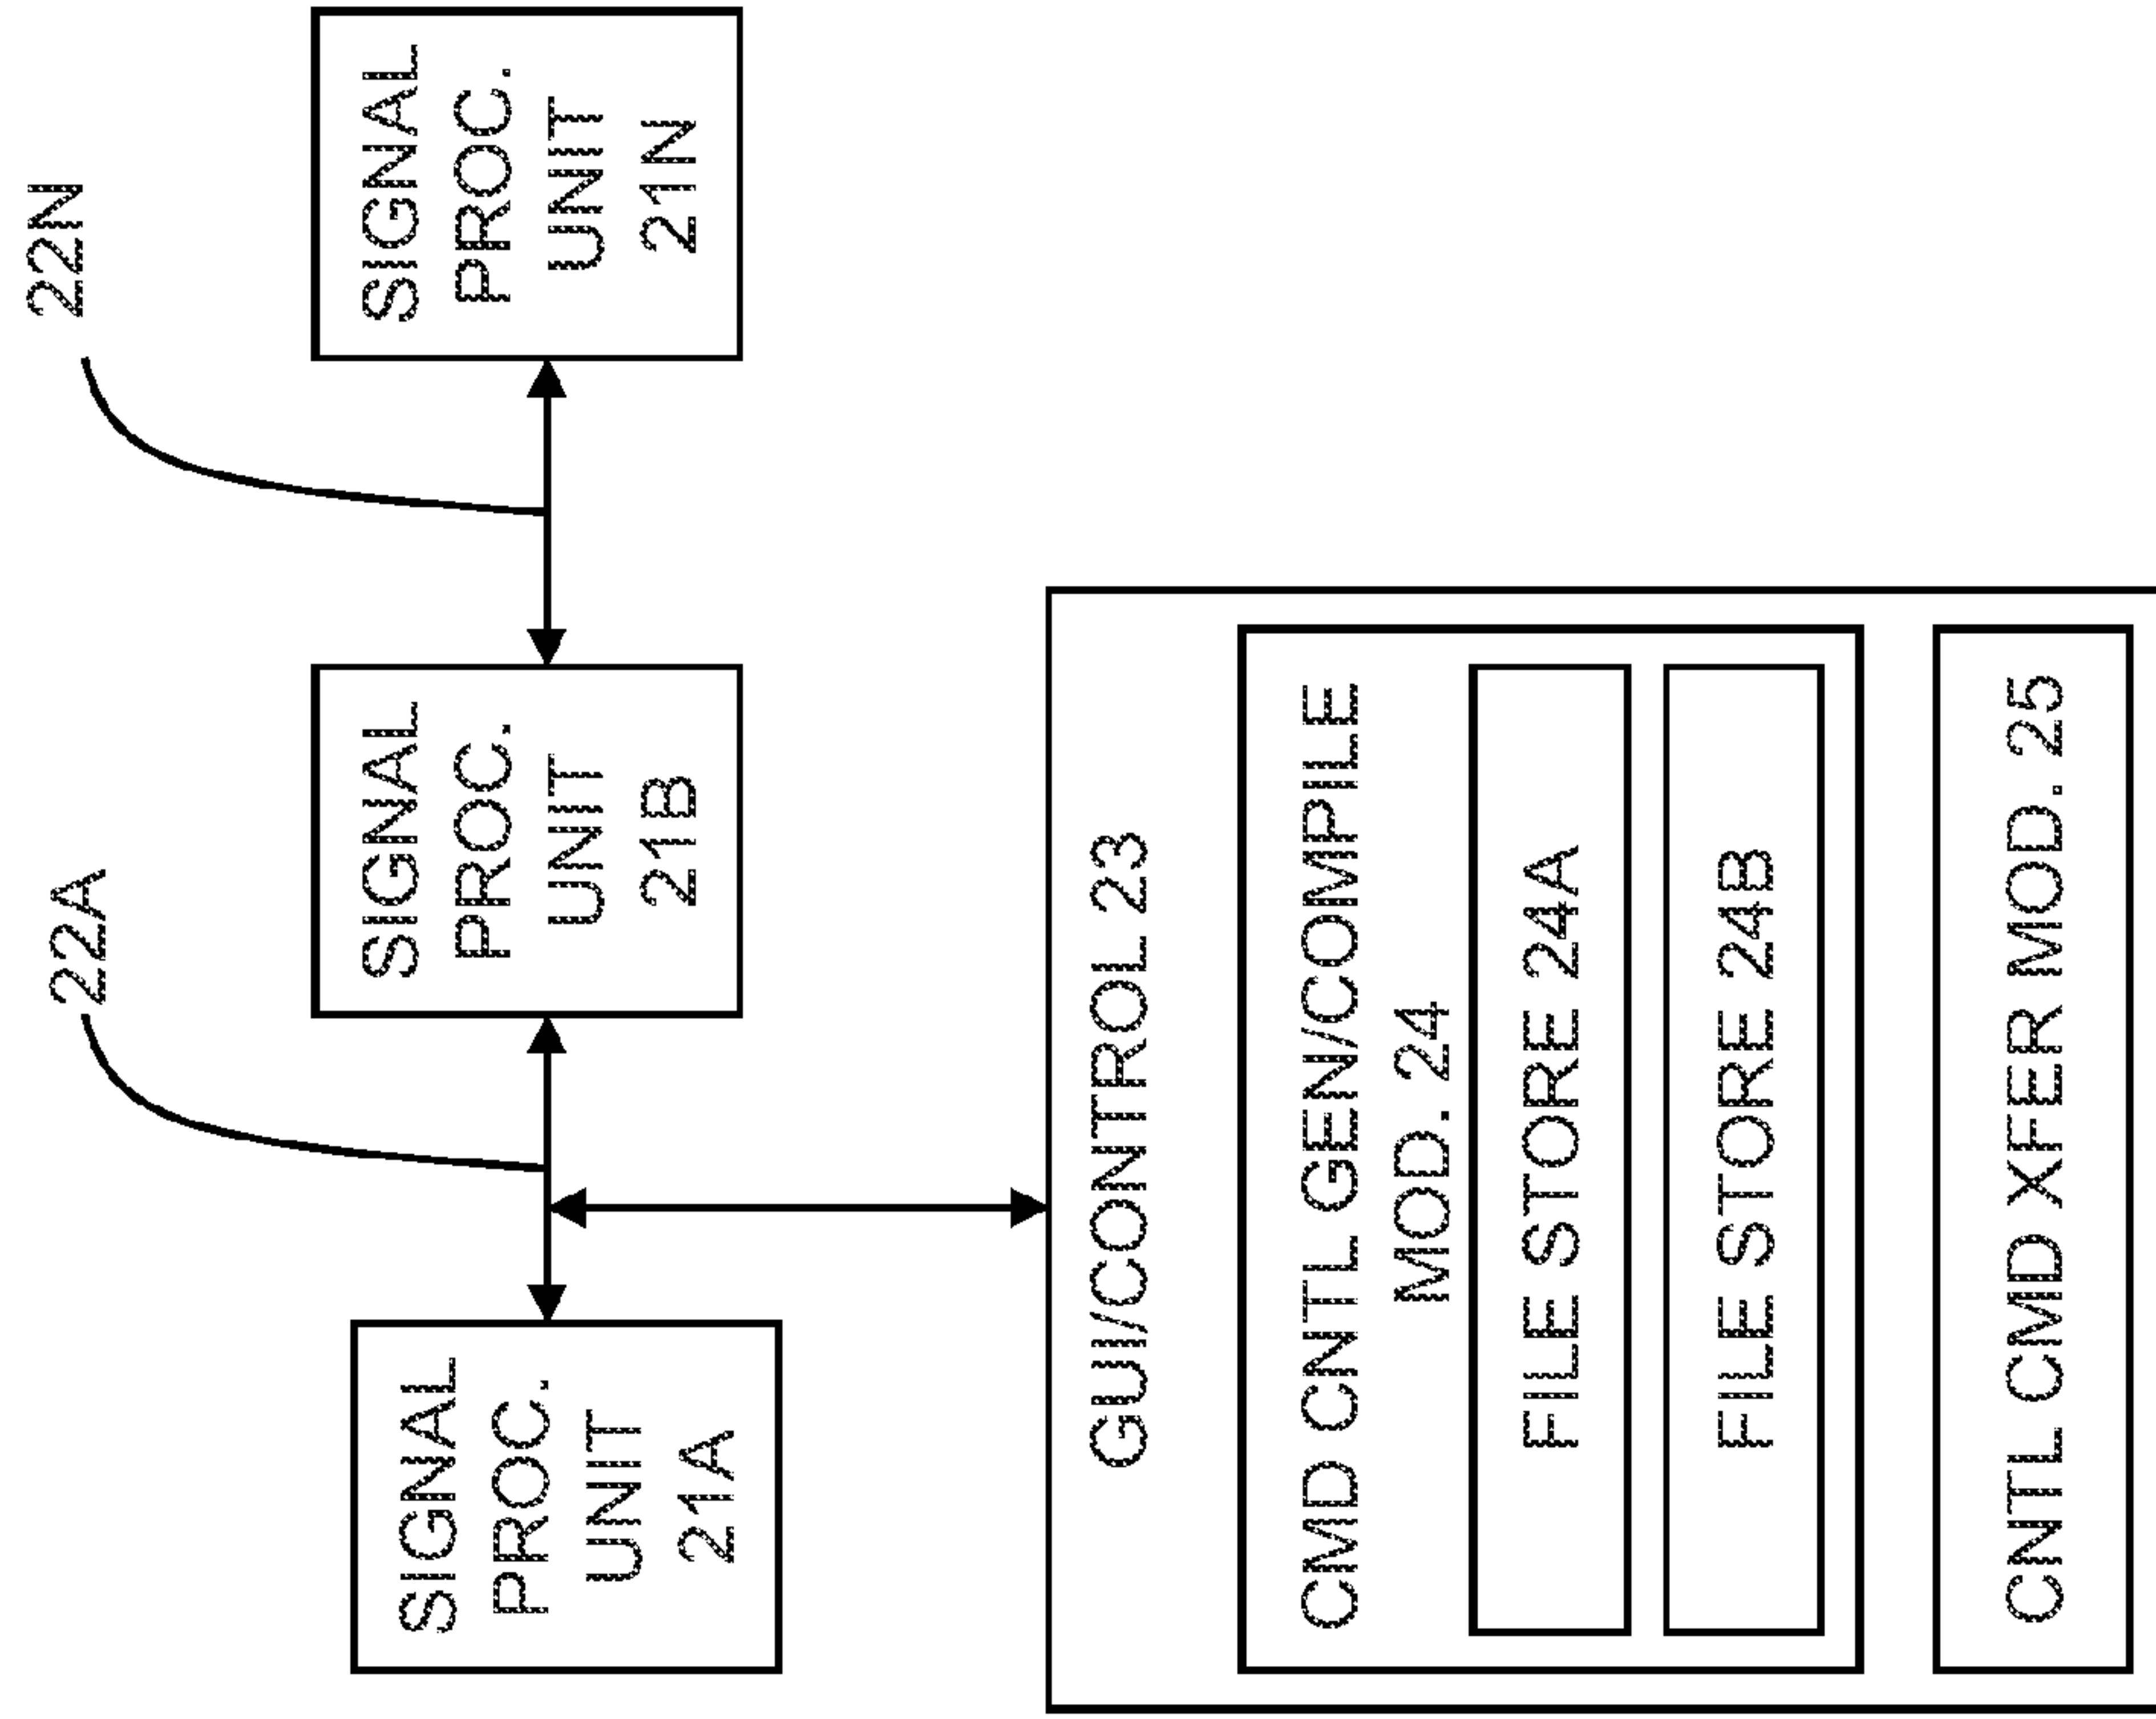 22A
22N
SIGNAL
PROC.
UNIT
21A
SIGNAL
PROC.
UNIT
21B
SIGNAL
PROC.
UNIT
21N
GUI/CONTROL 23
CMD CNTL GEN/COMPILE
MOD. 24
FILE STORE 24A
FILE STORE 24B
CNTL CMD XFER MOD. 25